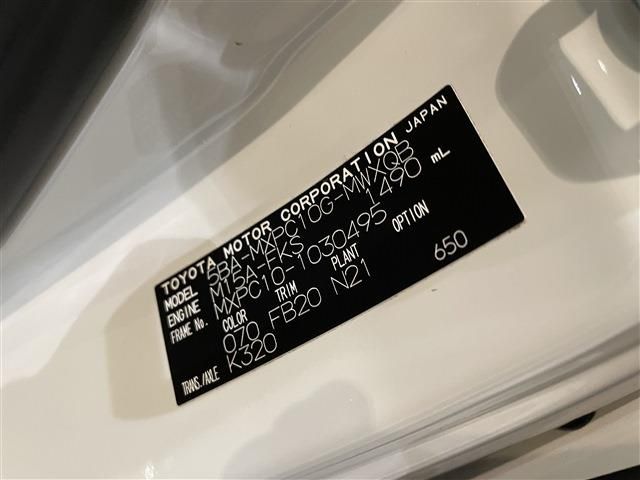 TOYOTA MOTOR CORPORATION JAPAN
MODEL 5BA-MXPC10G-MWXQB
ENGINE M15A-FKS 1490 mL
FRAME No. MXPC10-1030495
COLOR TRIM PLANT OPTION
070 FB20 N21 650
TRANS./AXLE K320